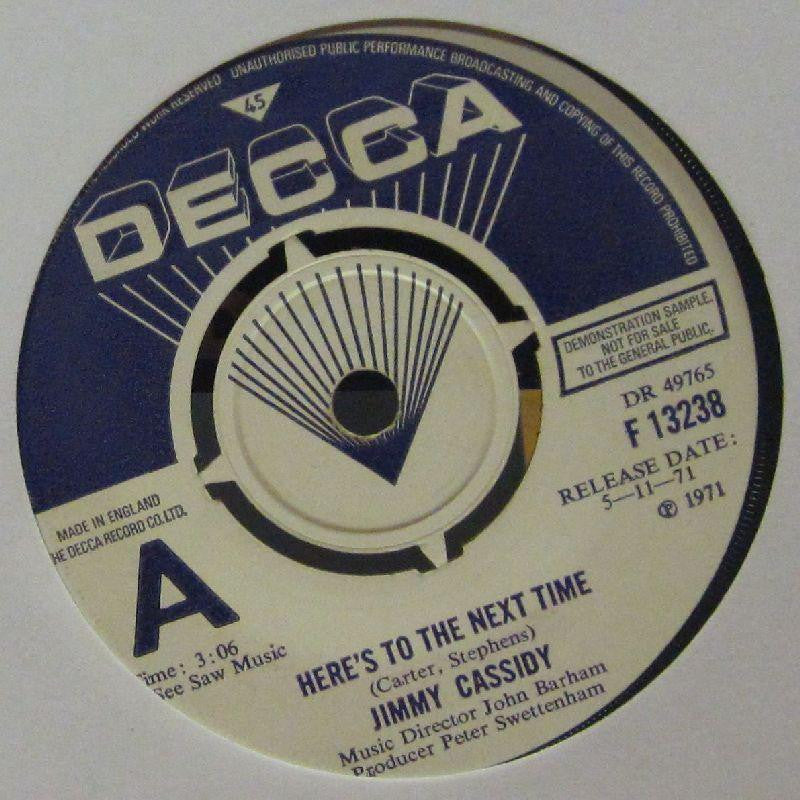 WORK RESERVED UNAUTHORISED PUBLIC PERFORMANCE BROADCASTING AND COPYING OF THIS RECORD PROHIBITED
45
DECCA
DEMONSTRATION SAMPLE.
NOT FOR SALE
TO THE GENERAL PUBLIC.
DR 49765
F 13238
RELEASE DATE:
5—11—71
℗ 1971
MADE IN ENGLAND
THE DECCA RECORD CO. LTD.
A
Time: 3:06
See Saw Music
HERE'S TO THE NEXT TIME
(Carter, Stephens)
JIMMY CASSIDY
Music Director John Barham
Producer Peter Swettenham